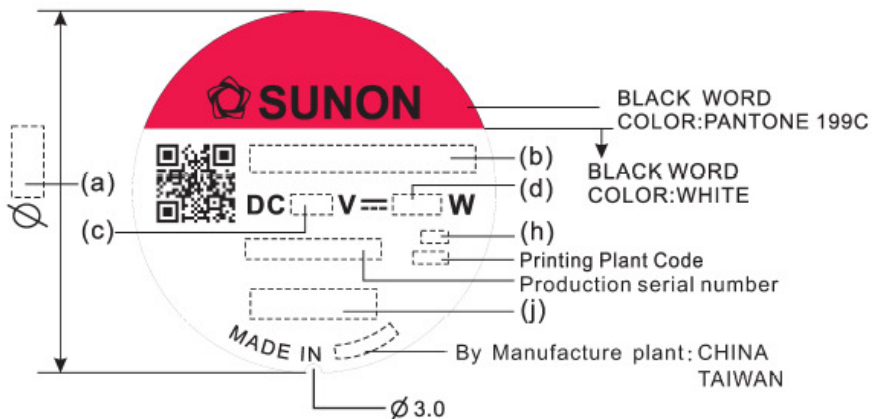 SUNON
BLACK WORD
COLOR:PANTONE 199C
(b)
BLACK WORD
COLOR:WHITE
(a)
Ø
(d)
DC V⎓ W
(c)
(h)
Printing Plant Code
Production serial number
(j)
MADE IN
By Manufacture plant: CHINA
TAIWAN
Ø 3.0